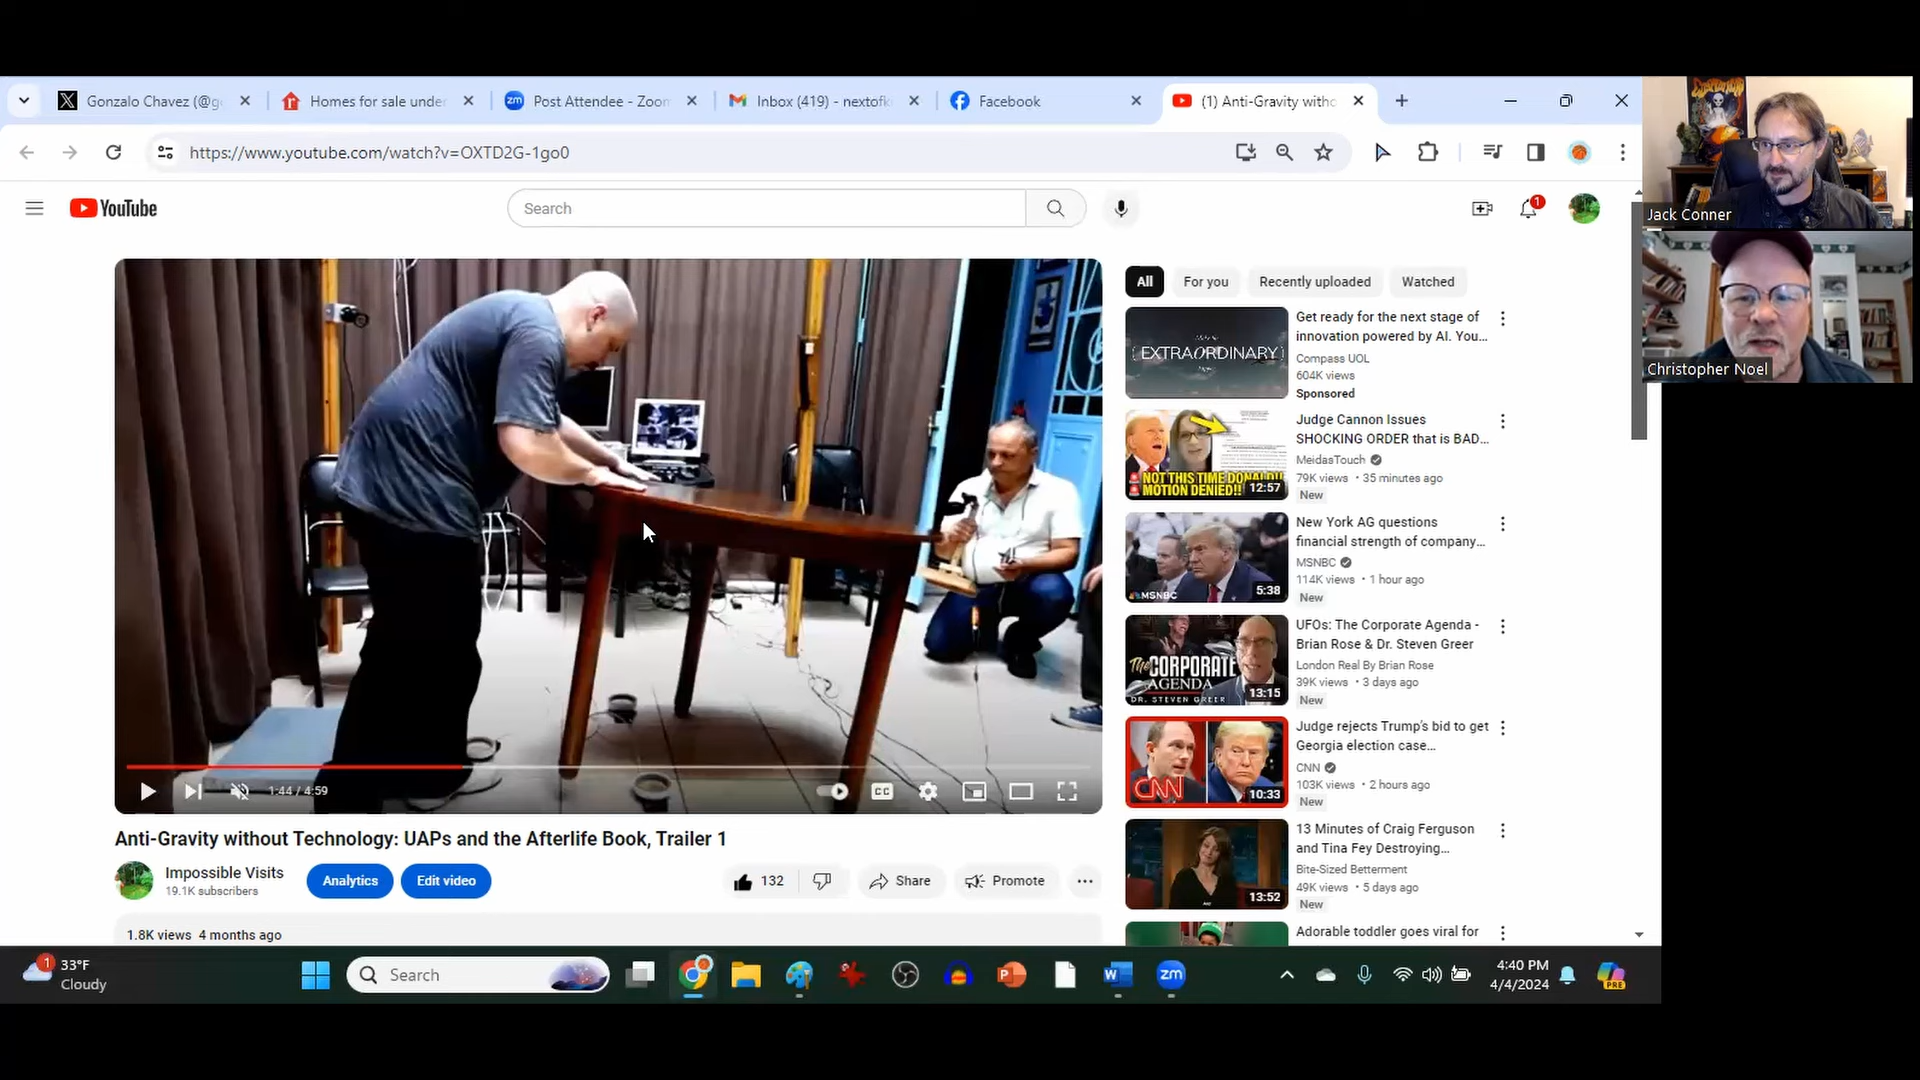 Gonzalo Chavez (@g
Homes for sale unde
Post Attendee - Zoon
Inbox (419) - nextofk
Facebook
(1) Anti-Gravity witho
https://www.youtube.com/watch?v=OXTD2G-1go0
YouTube
Search
1
All
For you
Recently uploaded
Watched
Jack Conner
Christopher Noel
EXTRAORDINARY
Get ready for the next stage of
innovation powered by AI. You...
Compass UOL
604K views
Sponsored
NOT THIS TIME DONALD!!
MOTION DENIED!!
12:57
Judge Cannon Issues
SHOCKING ORDER that is BAD...
MeidasTouch
79K views • 35 minutes ago
New
MSNBC
5:38
New York AG questions
financial strength of company...
MSNBC
114K views • 1 hour ago
New
The CORPORATE
AGENDA
DR. STEVEN GREER
13:15
UFOs: The Corporate Agenda -
Brian Rose & Dr. Steven Greer
London Real By Brian Rose
39K views • 3 days ago
New
CNN
10:33
Judge rejects Trump's bid to get
Georgia election case...
CNN
103K views • 2 hours ago
New
13:52
13 Minutes of Craig Ferguson
and Tina Fey Destroying...
Bite-Sized Betterment
49K views • 5 days ago
New
Adorable toddler goes viral for
1:44 / 4:59
CC
Anti-Gravity without Technology: UAPs and the Afterlife Book, Trailer 1
Impossible Visits
19.1K subscribers
Analytics
Edit video
132
Share
Promote
1.8K views 4 months ago
1
33°F
Cloudy
Search
zm
4:40 PM
4/4/2024
PRE